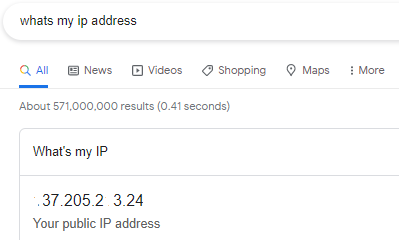 whats my ip address
All News Videos Shopping Maps More
About 571,000,000 results (0.41 seconds)
What's my IP
.37.205.2 3.24
Your public IP address